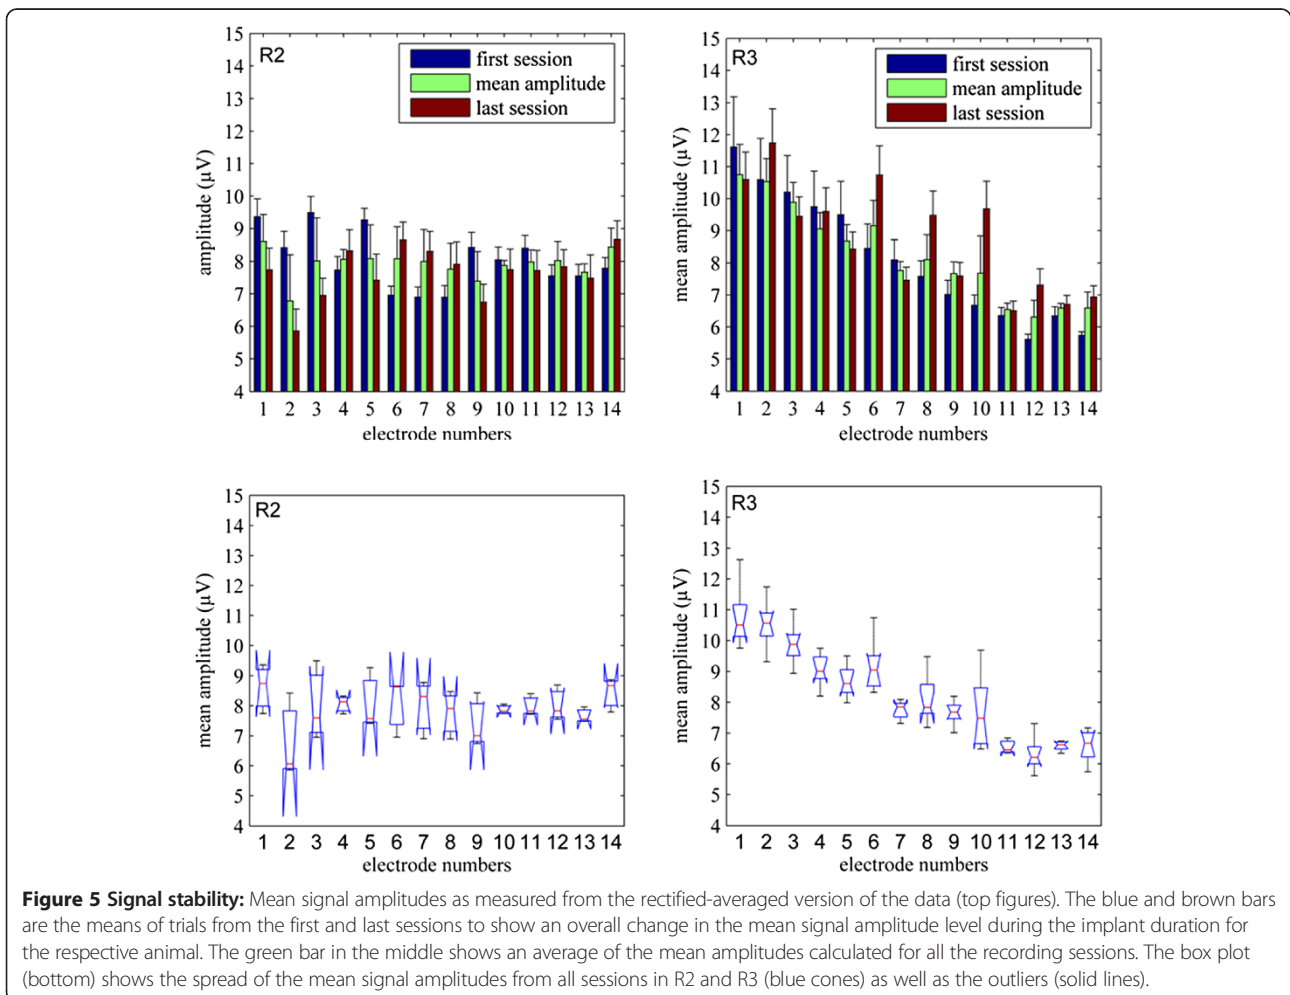 R2
first session
mean amplitude
last session
15
14
13
12
11
10
9
8
7
6
5
4
amplitude (µV)
1 2 3 4 5 6 7 8 9 10 11 12 13 14
electrode numbers
R3
first session
mean amplitude
last session
15
14
13
12
11
10
9
8
7
6
5
4
mean amplitude (µV)
1 2 3 4 5 6 7 8 9 10 11 12 13 14
electrode numbers
R2
15
14
13
12
11
10
9
8
7
6
5
4
mean amplitude (µV)
1 2 3 4 5 6 7 8 9 10 11 12 13 14
electrode numbers
R3
15
14
13
12
11
10
9
8
7
6
5
4
mean amplitude (µV)
1 2 3 4 5 6 7 8 9 10 11 12 13 14
electrode numbers
Figure 5 Signal stability: Mean signal amplitudes as measured from the rectified-averaged version of the data (top figures). The blue and brown bars
are the means of trials from the first and last sessions to show an overall change in the mean signal amplitude level during the implant duration for
the respective animal. The green bar in the middle shows an average of the mean amplitudes calculated for all the recording sessions. The box plot
(bottom) shows the spread of the mean signal amplitudes from all sessions in R2 and R3 (blue cones) as well as the outliers (solid lines).